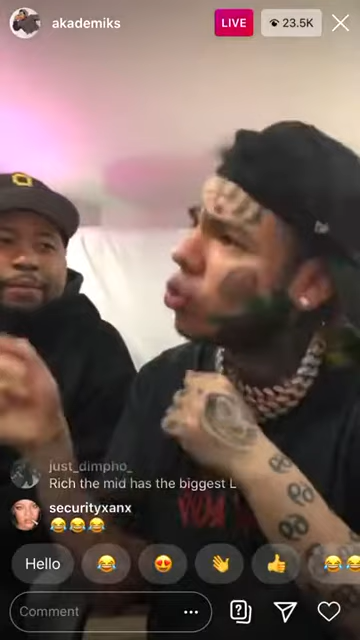 akademiks
LIVE
23.5K
just_dimpho_
Rich the mid has the biggest L
securityxanx
Hello
Comment